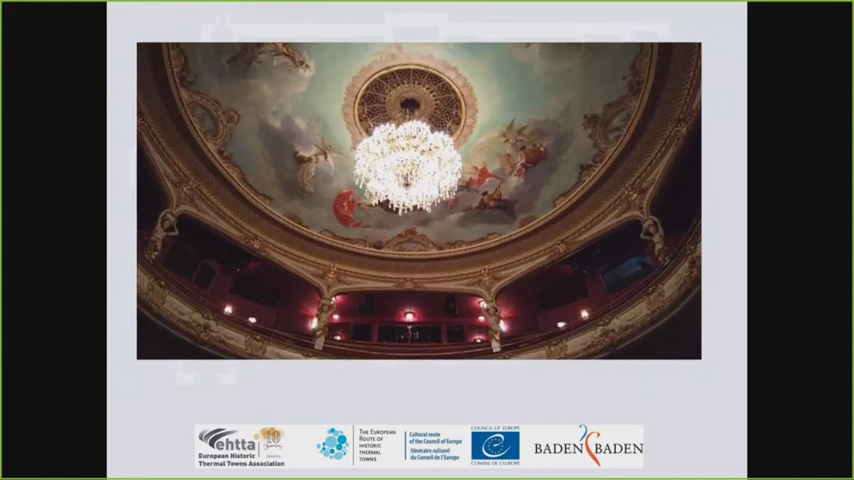 ehtta
European Historic
Thermal Towns Association
THE EUROPEAN
ROUTE OF
HISTORIC
THERMAL
TOWNS
Cultural route
of the Council of Europe
Itinéraire culturel
du Conseil de l'Europe
COUNCIL OF EUROPE
CONSEIL DE L'EUROPE
BADEN BADEN